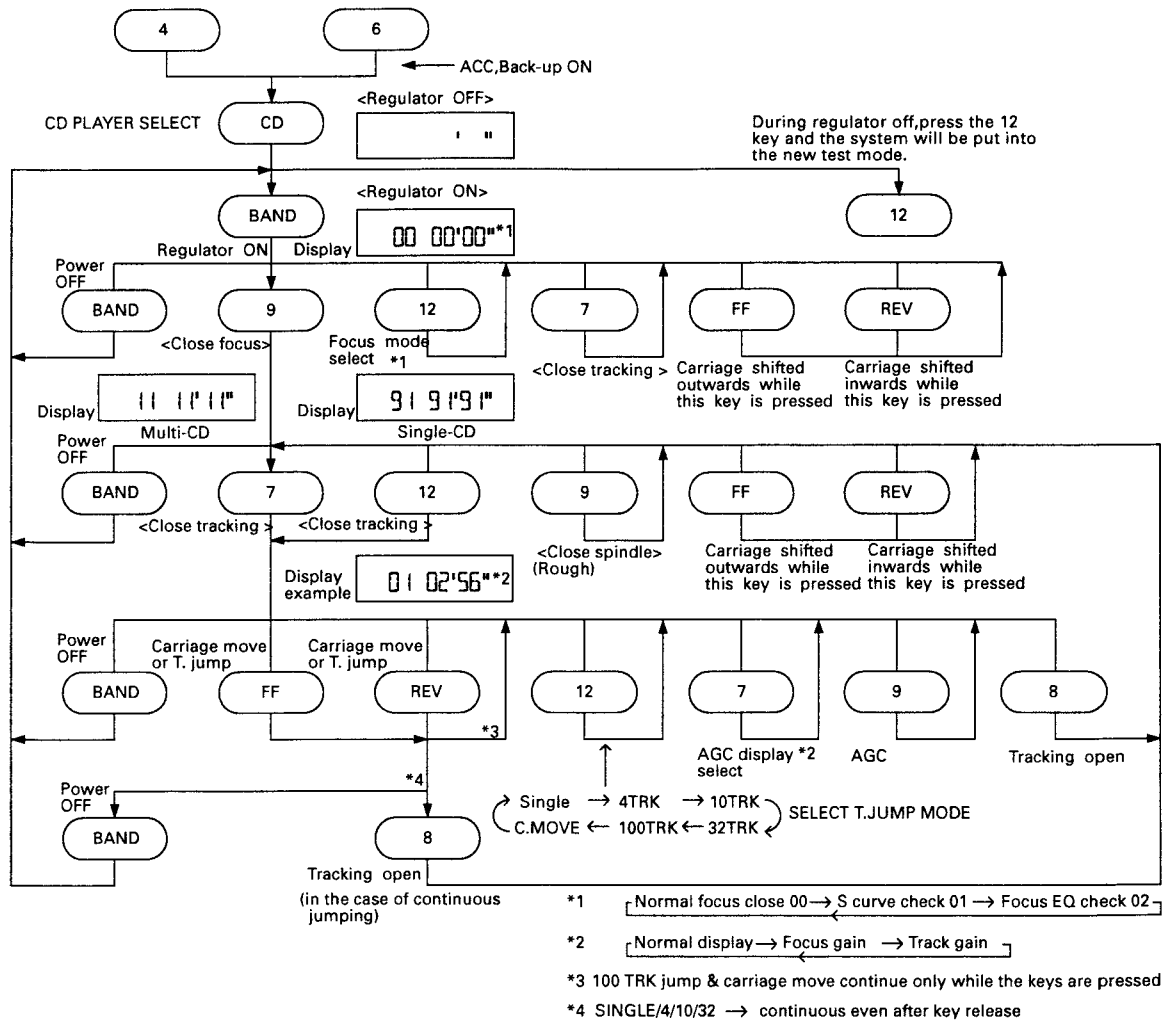 4
6
ACC,Back-up ON
<Regulator OFF>
CD PLAYER SELECT
CD
' "
During regulator off,press the 12
key and the system will be put into
the new test mode.
<Regulator ON>
BAND
12
Regulator ON
Display
00 00'00"*1
Power
OFF
BAND
9
12
7
FF
REV
<Close focus>
Focus mode
select *1
<Close tracking >
Carriage shifted
outwards while
this key is pressed
Carriage shifted
inwards while
this key is pressed
Display
11 11'11"
Multi-CD
Display
91 91'91"
Single-CD
Power
OFF
BAND
7
12
9
FF
REV
<Close tracking >
<Close tracking >
<Close spindle>
(Rough)
Carriage shifted
outwards while
this key is pressed
Carriage shifted
inwards while
this key is pressed
Display
example
01 02'56"*2
Power
OFF
Carriage move
or T. jump
Carriage move
or T. jump
BAND
FF
REV
12
7
9
8
*3
AGC display *2
select
AGC
Tracking open
*4
Power
OFF
Single → 4TRK → 10TRK
C.MOVE ← 100TRK ← 32TRK
SELECT T.JUMP MODE
BAND
8
Tracking open
(in the case of continuous
jumping)
*1 Normal focus close 00 → S curve check 01 → Focus EQ check 02
*2 Normal display → Focus gain → Track gain
*3 100 TRK jump & carriage move continue only while the keys are pressed
*4 SINGLE/4/10/32 → continuous even after key release